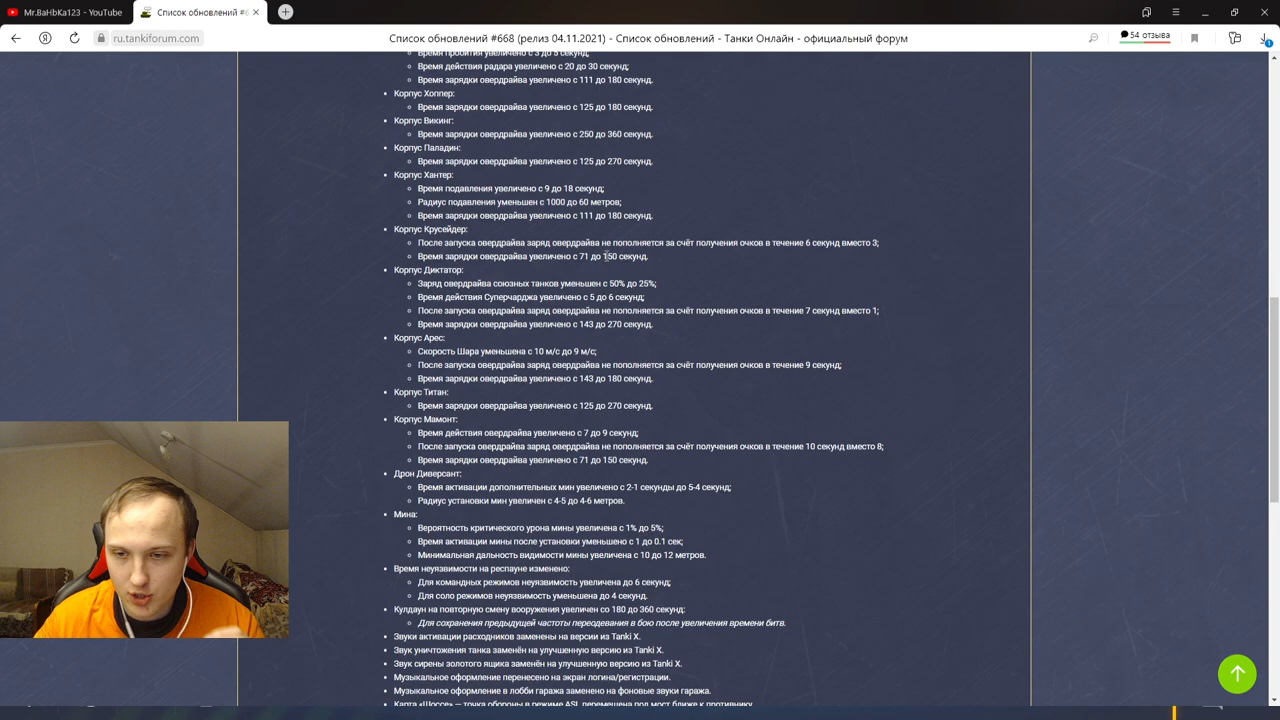 Mr.BaHbKa123 - YouTube
Список обновлений #6
ru.tankiforum.com
Список обновлений #668 (релиз 04.11.2021) - Список обновлений - Танки Онлайн - официальный форум
54 отзыва
Время пробития увеличено с 3 до 5 секунд;
Время действия радара увеличено с 20 до 30 секунд;
Время зарядки овердрайва увеличено с 111 до 180 секунд.
Корпус Хоппер:
Время зарядки овердрайва увеличено с 125 до 180 секунд.
Корпус Викинг:
Время зарядки овердрайва увеличено с 250 до 360 секунд.
Корпус Паладин:
Время зарядки овердрайва увеличено с 125 до 270 секунд.
Корпус Хантер:
Время подавления увеличено с 9 до 18 секунд;
Радиус подавления уменьшен с 1000 до 60 метров;
Время зарядки овердрайва увеличено с 111 до 180 секунд.
Корпус Крусейдер:
После запуска овердрайва заряд овердрайва не пополняется за счёт получения очков в течение 6 секунд вместо 3;
Время зарядки овердрайва увеличено с 71 до 150 секунд.
Корпус Диктатор:
Заряд овердрайва союзных танков уменьшен с 50% до 25%;
Время действия Суперчарджа увеличено с 5 до 6 секунд;
После запуска овердрайва заряд овердрайва не пополняется за счёт получения очков в течение 7 секунд вместо 1;
Время зарядки овердрайва увеличено с 143 до 270 секунд.
Корпус Арес:
Скорость Шара уменьшена с 10 м/с до 9 м/с;
После запуска овердрайва заряд овердрайва не пополняется за счёт получения очков в течение 9 секунд;
Время зарядки овердрайва увеличено с 143 до 180 секунд.
Корпус Титан:
Время зарядки овердрайва увеличено с 125 до 270 секунд.
Корпус Мамонт:
Время действия овердрайва увеличено с 7 до 9 секунд;
После запуска овердрайва заряд овердрайва не пополняется за счёт получения очков в течение 10 секунд вместо 8;
Время зарядки овердрайва увеличено с 71 до 150 секунд.
Дрон Диверсант:
Время активации дополнительных мин увеличено с 2-1 секунды до 5-4 секунд;
Радиус установки мин увеличен с 4-5 до 4-6 метров.
Мина:
Вероятность критического урона мины увеличена с 1% до 5%;
Время активации мины после установки уменьшено с 1 до 0.1 сек;
Минимальная дальность видимости мины увеличена с 10 до 12 метров.
Время неуязвимости на респауне изменено:
Для командных режимов неуязвимость увеличена до 6 секунд;
Для соло режимов неуязвимость уменьшена до 4 секунд.
Кулдаун на повторную смену вооружения увеличен со 180 до 360 секунд:
Для сохранения предыдущей частоты переодевания в бою после увеличения времени битв.
Звуки активации расходников заменены на версии из Tanki X.
Звук уничтожения танка заменён на улучшенную версию из Tanki X.
Звук сирены золотого ящика заменён на улучшенную версию из Tanki X.
Музыкальное оформление перенесено на экран логина/регистрации.
Музыкальное оформление в лобби гаража заменено на фоновые звуки гаража.
Карта «Шоссе» — точка обороны в режиме ASL перемещена под мост ближе к противнику.